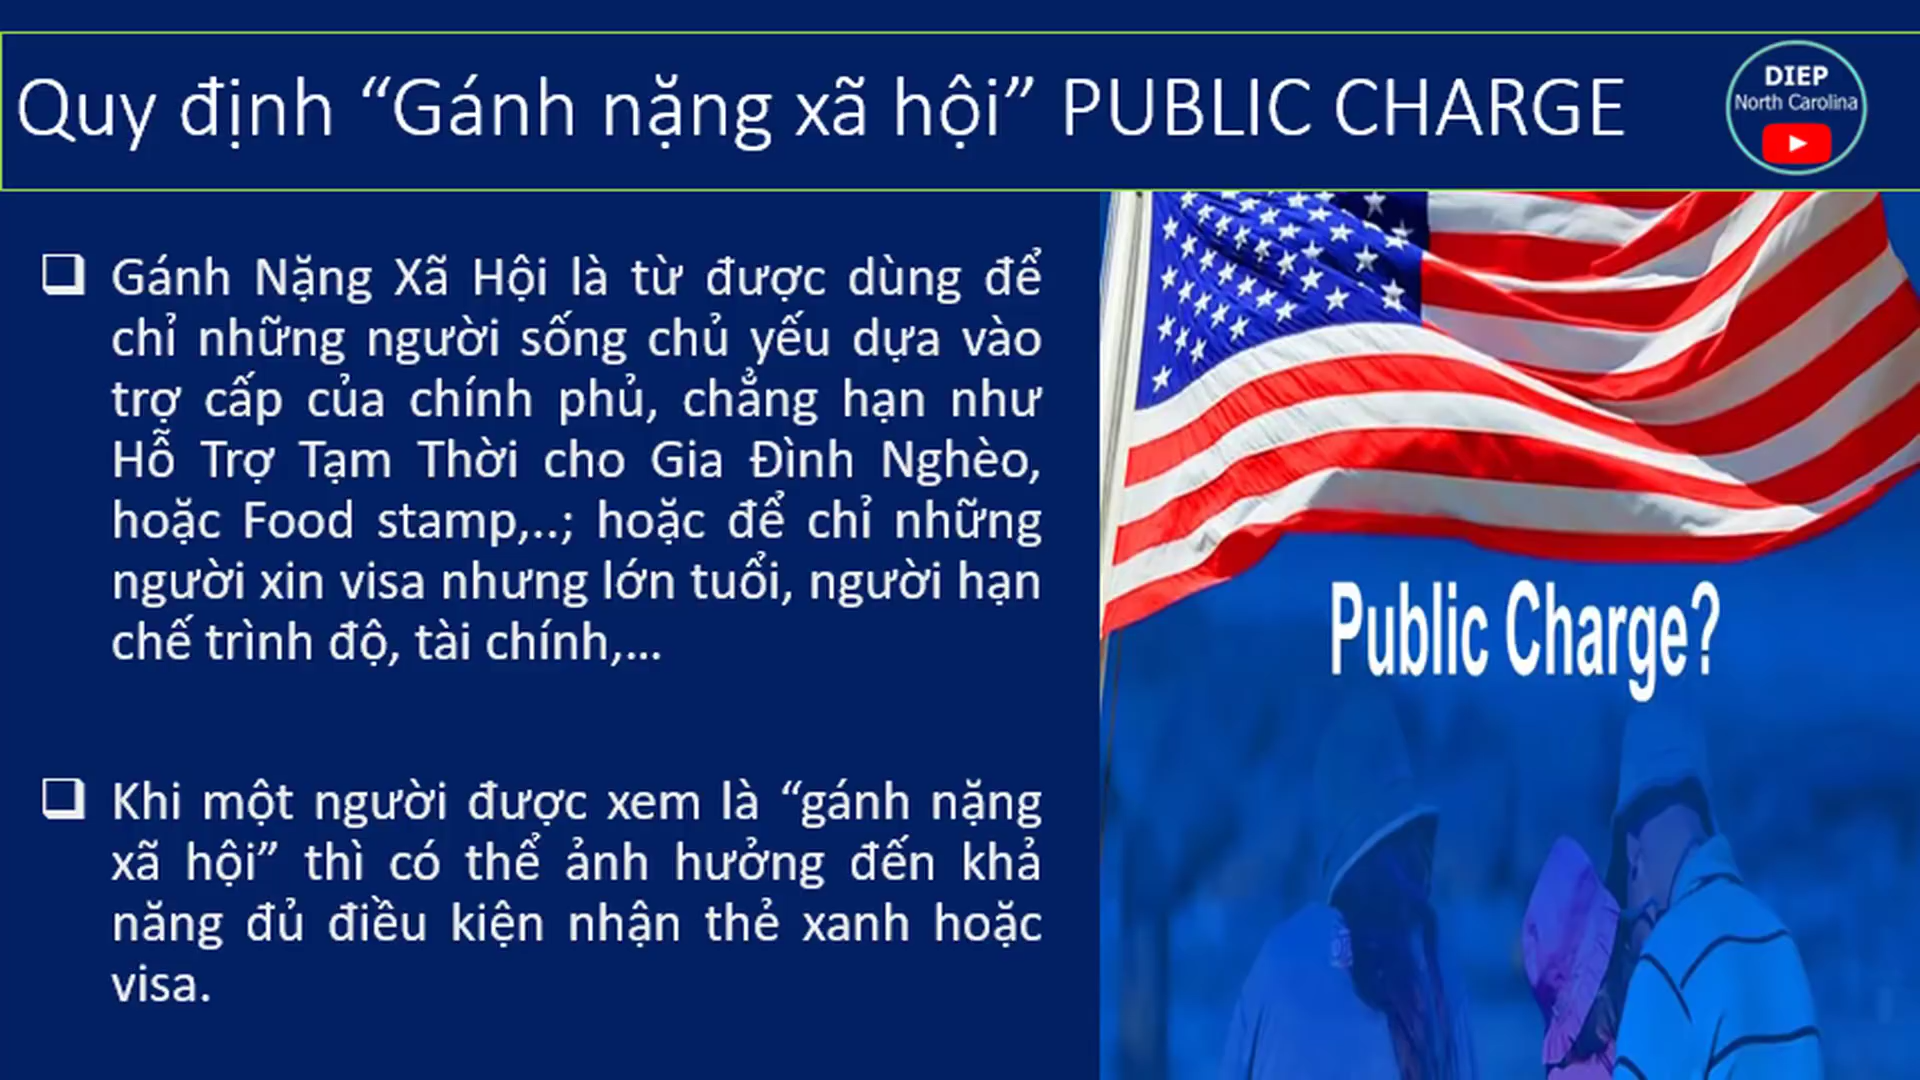 Quy định “Gánh nặng xã hội” PUBLIC CHARGE
DIEP
North Carolina
Gánh Nặng Xã Hội là từ được dùng để
chỉ những người sống chủ yếu dựa vào
trợ cấp của chính phủ, chẳng hạn như
Hỗ Trợ Tạm Thời cho Gia Đình Nghèo,
hoặc Food stamp,..; hoặc để chỉ những
người xin visa nhưng lớn tuổi, người hạn
chế trình độ, tài chính,...
Khi một người được xem là “gánh nặng
xã hội” thì có thể ảnh hưởng đến khả
năng đủ điều kiện nhận thẻ xanh hoặc
visa.
Public Charge?